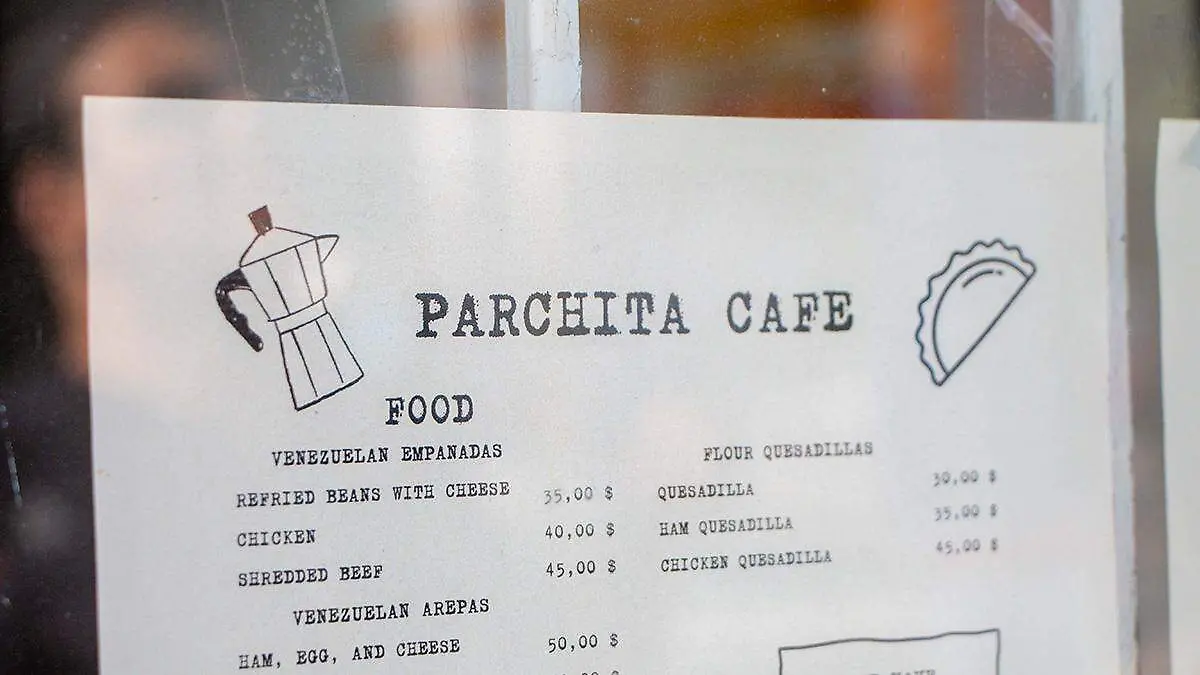 PARCHITA CAFE
FOOD
VENEZUELAN EMPANADAS
REFRIED BEANS WITH CHEESE 35,00 $
CHICKEN 40,00 $
SHREDDED BEEF 45,00 $
VENEZUELAN AREPAS
HAM, EGG, AND CHEESE 50,00 $
FLOUR QUESADILLAS
QUESADILLA 30,00 $
HAM QUESADILLA 35,00 $
CHICKEN QUESADILLA 45,00 $